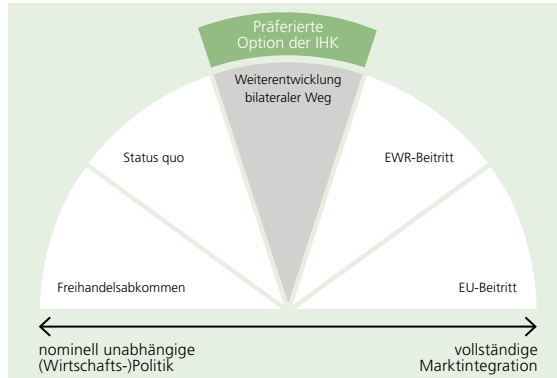 Präferierte
Option der IHK
Weiterentwicklung
bilateraler Weg
Status quo
EWR-Beitritt
Freihandelsabkommen
EU-Beitritt
nominell unabhängige
(Wirtschafts-)Politik
vollständige
Marktintegration